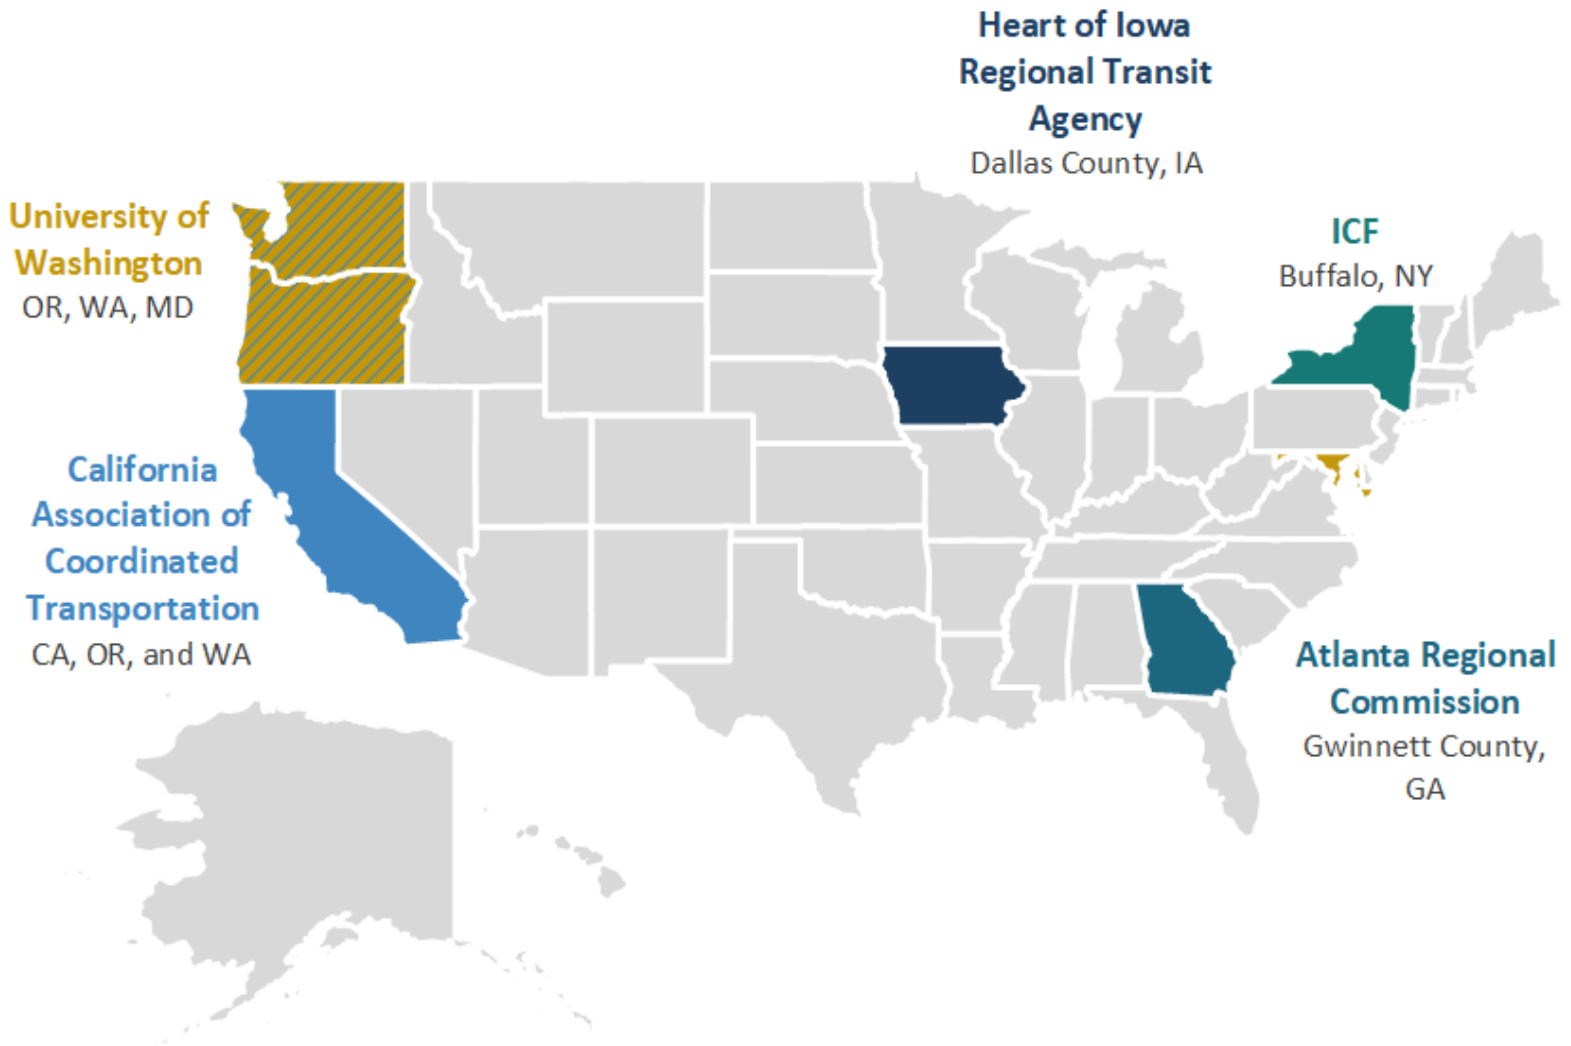 Heart of Iowa
Regional Transit
Agency
Dallas County, IA
University of
Washington
OR, WA, MD
ICF
Buffalo, NY
California
Association of
Coordinated
Transportation
CA, OR, and WA
Atlanta Regional
Commission
Gwinnett County,
GA